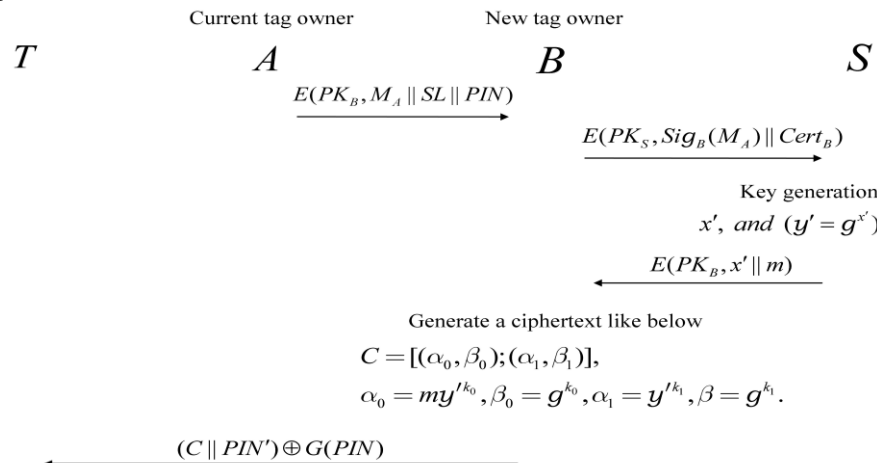 Current tag owner New tag owner
T A B S
E(PK_B, M_A || SL || PIN)
E(PK_S, Sig_B(M_A) || Cert_B)
Key generation
x′, and (y′ = g^{x′})
E(PK_B, x′ || m)
Generate a ciphertext like below
C = [(α_0, β_0); (α_1, β_1)],
α_0 = my′^{k_0}, β_0 = g^{k_0}, α_1 = y′^{k_1}, β = g^{k_1}.
(C || PIN′) ⊕ G(PIN)